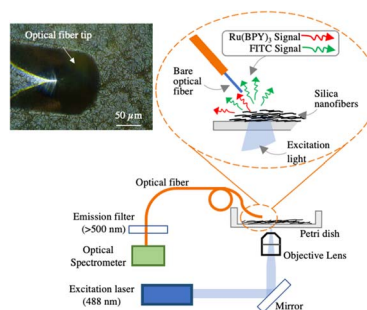 Optical fiber tip
50 µm
Ru(BPY)3 Signal
FITC Signal
Bare
optical
fiber
Silica
nanofibers
Excitation
light
Optical fiber
Emission filter
(>500 nm)
Optical
Spectrometer
Petri dish
Objective Lens
Excitation laser
(488 nm)
Mirror